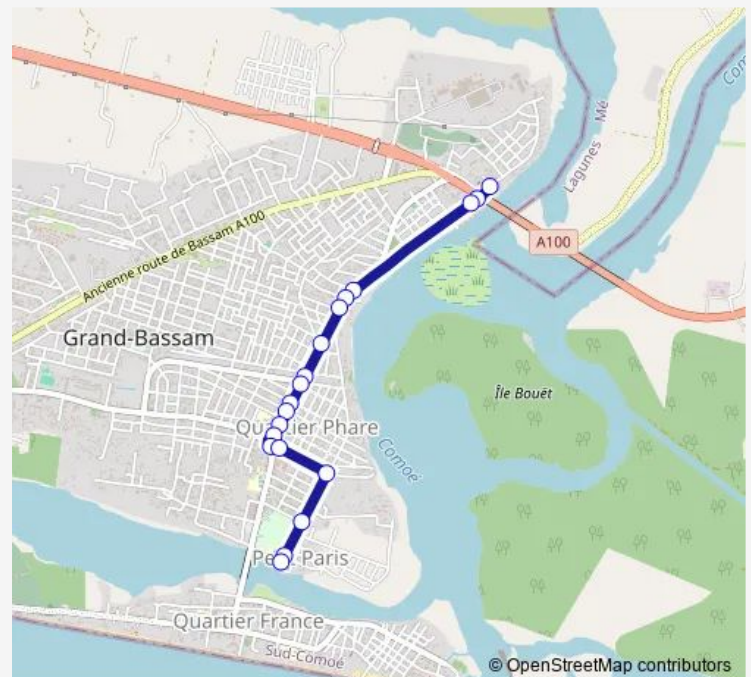 Lagunes Mé
Ancienne route de Bassam A100
A100
Grand-Bassam
Île Bouët
Quartier Phare
Comoé
Paris
Quartier France
Sud-Comoé
© OpenStreetMap contributors